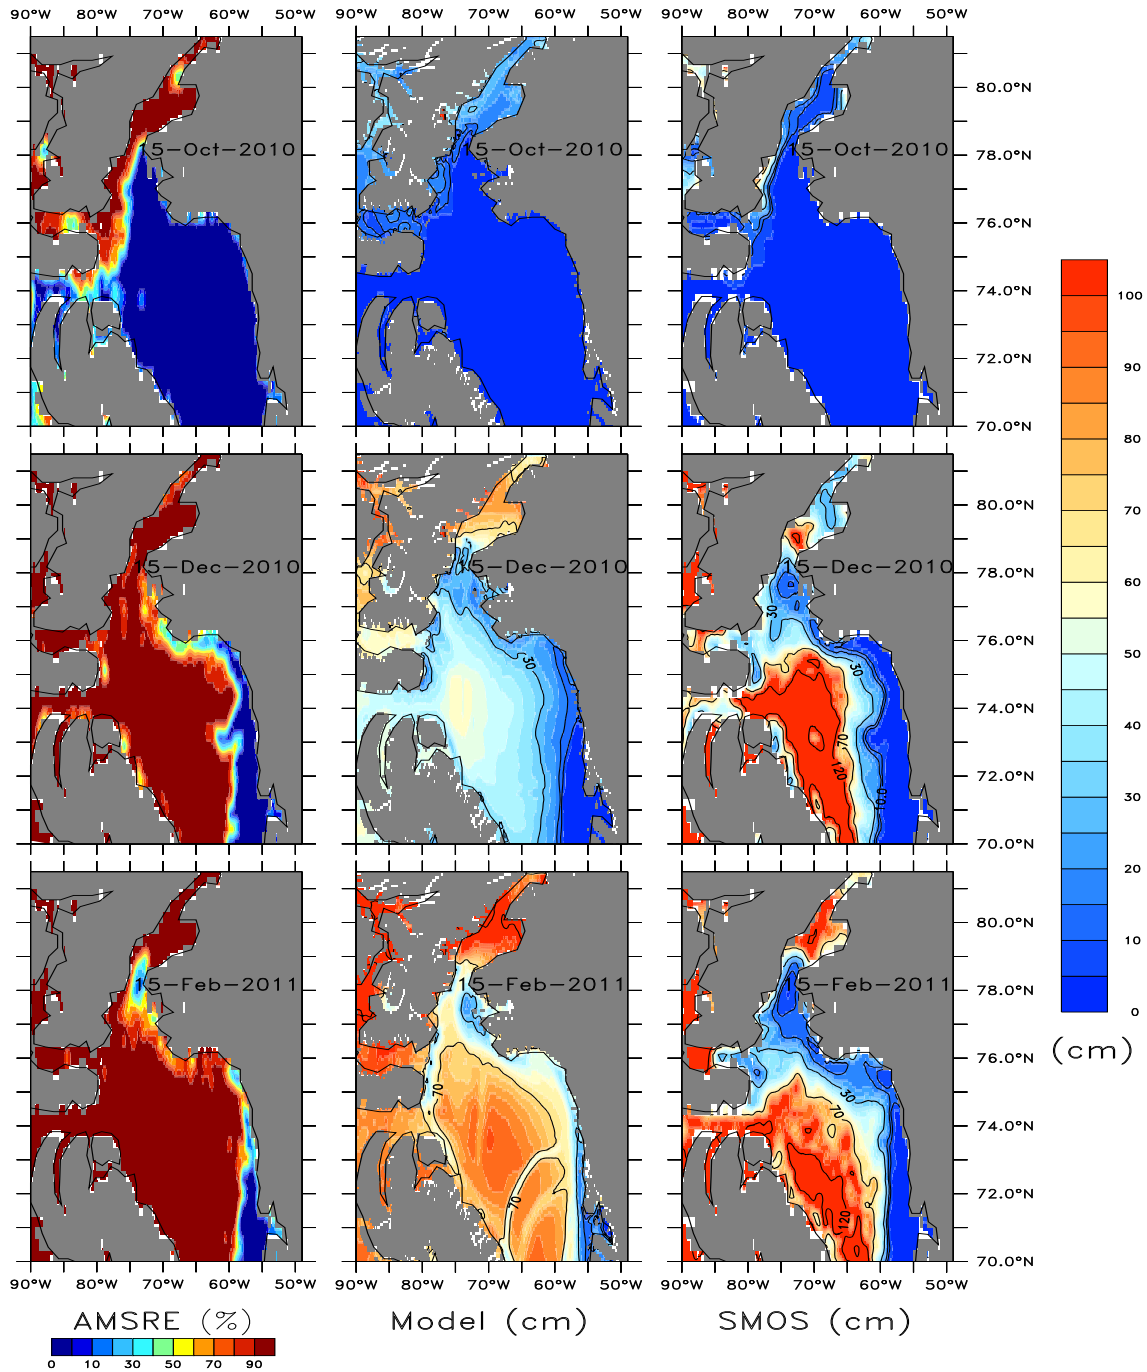 90°W 80°W 70°W 60°W 50°W 90°W 80°W 70°W 60°W 50°W 90°W 80°W 70°W 60°W 50°W
80.0°N
15-Oct-2010 15-Oct-2010 15-Oct-2010 78.0°N
76.0°N
74.0°N
72.0°N
70.0°N
80.0°N
15-Dec-2010 15-Dec-2010 15-Dec-2010 78.0°N
30
76.0°N
30 30
74.0°N
70
120
72.0°N
10.0
70.0°N
80.0°N
15-Feb-2011 15-Feb-2011 15-Feb-2011 78.0°N
76.0°N
70 30
70
74.0°N
72.0°N
70 120
70.0°N
90°W 80°W 70°W 60°W 50°W 90°W 80°W 70°W 60°W 50°W 90°W 80°W 70°W 60°W 50°W
AMSRE (%) Model (cm) SMOS (cm)
0 10 30 50 70 90
100
90
80
70
60
50
40
30
20
10
0
(cm)